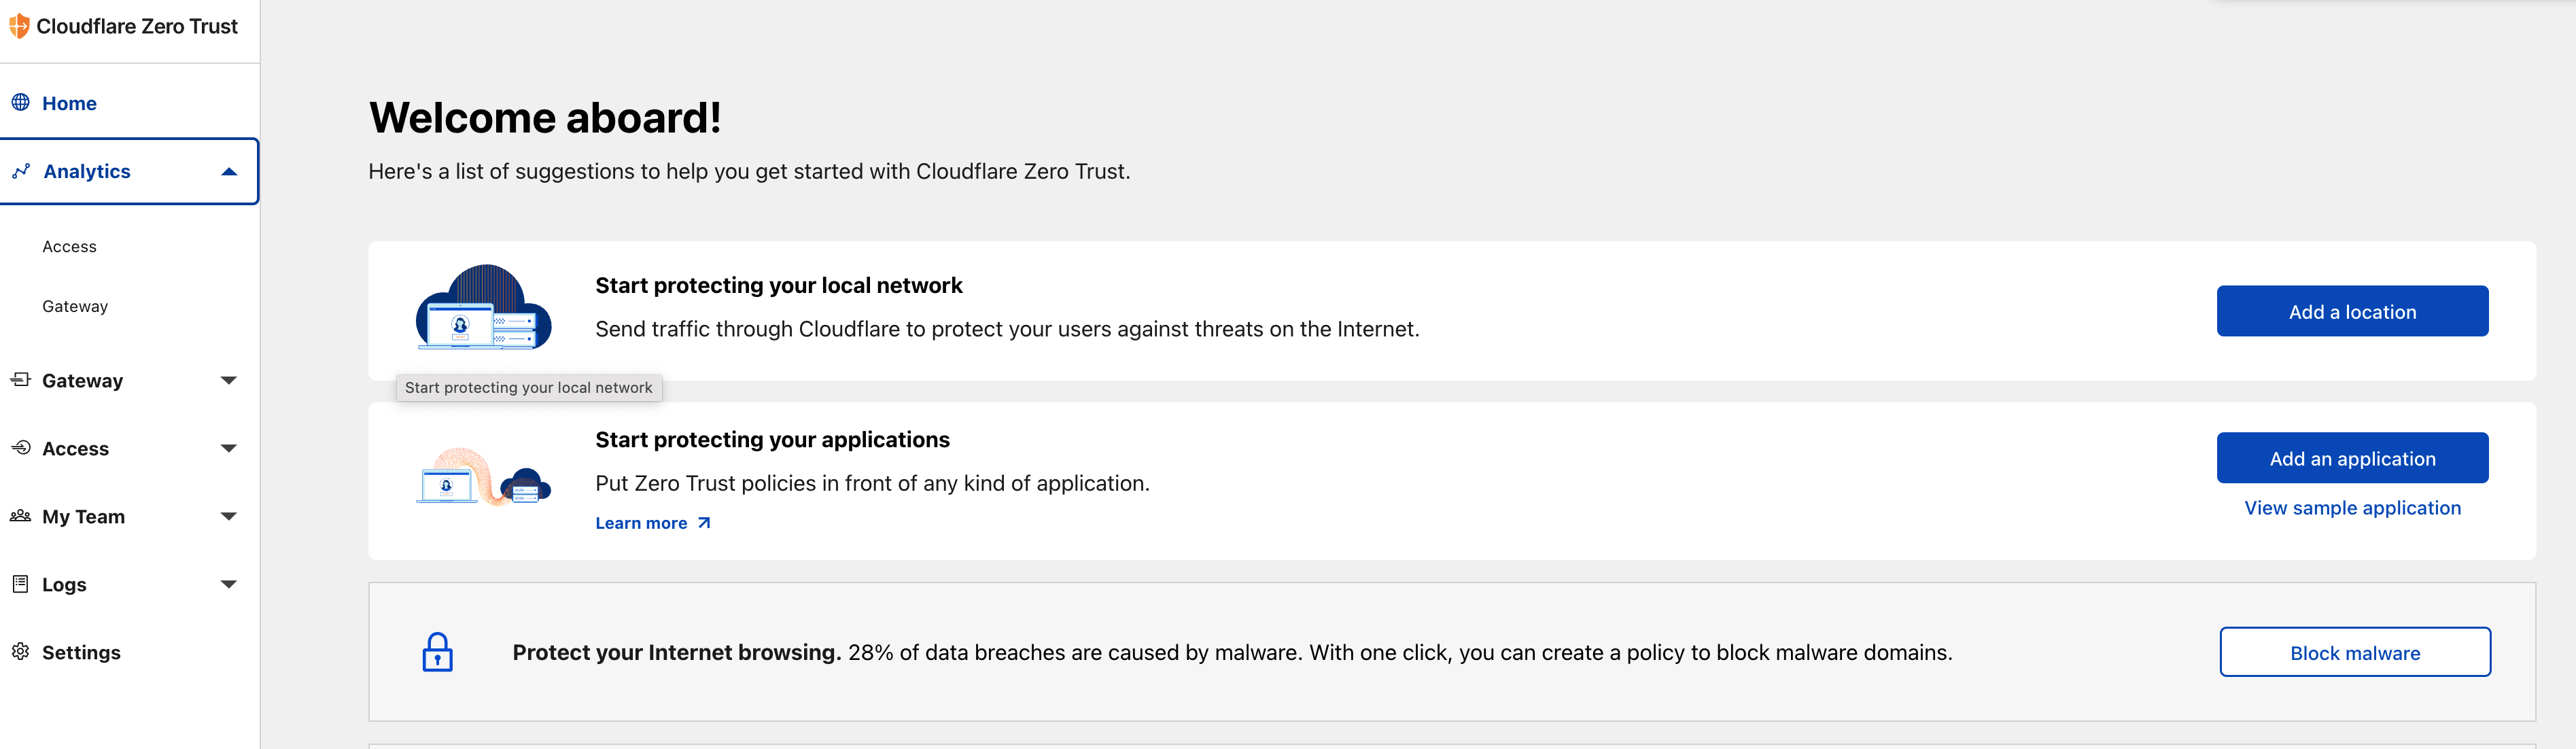 Cloudflare Zero Trust
Home
Analytics
Access
Gateway
Gateway
Access
My Team
Logs
Settings
Welcome aboard!
Here's a list of suggestions to help you get started with Cloudflare Zero Trust.
Start protecting your local network
Send traffic through Cloudflare to protect your users against threats on the Internet.
Add a location
Start protecting your local network
Start protecting your applications
Put Zero Trust policies in front of any kind of application.
Learn more
Add an application
View sample application
Protect your Internet browsing. 28% of data breaches are caused by malware. With one click, you can create a policy to block malware domains.
Block malware